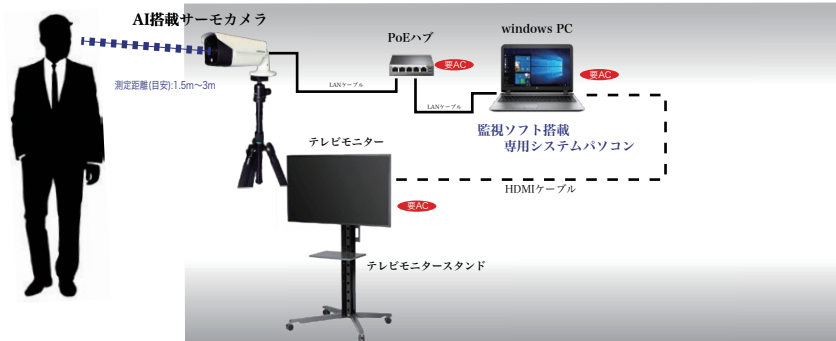 AI搭載サーモカメラ
測定距離(目安):1.5m〜3m
LANケーブル
PoEハブ
要AC
LANケーブル
windows PC
要AC
監視ソフト搭載
専用システムパソコン
テレビモニター
要AC
HDMIケーブル
テレビモニタースタンド